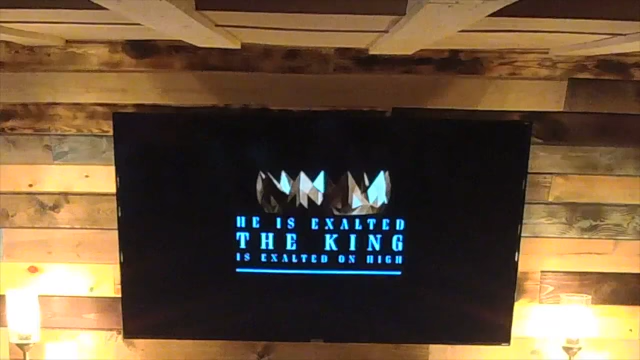 HE IS EXALTED
THE KING
IS EXALTED ON HIGH